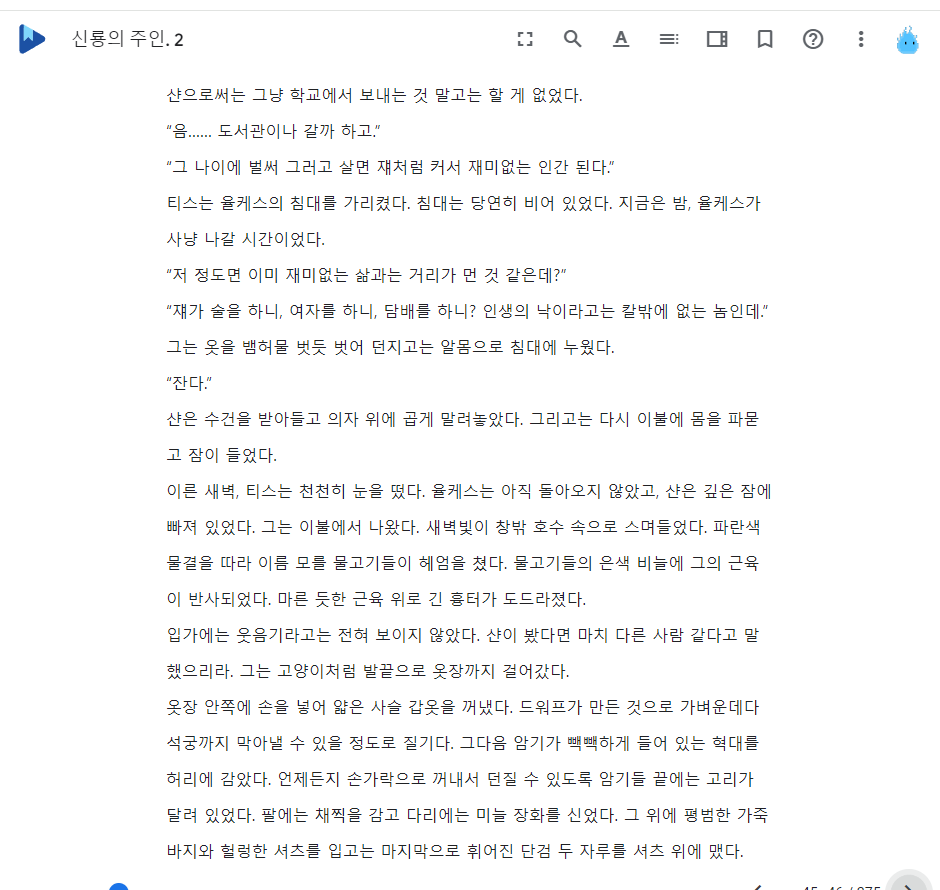 신룡의 주인. 2
샨으로써는 그냥 학교에서 보내는 것 말고는 할 게 없었다.
“음…… 도서관이나 갈까 하고.”
“그 나이에 벌써 그러고 살면 쟤처럼 커서 재미없는 인간 된다.”
티스는 율케스의 침대를 가리켰다. 침대는 당연히 비어 있었다. 지금은 밤, 율케스가
사냥 나갈 시간이었다.
“저 정도면 이미 재미없는 삶과는 거리가 먼 것 같은데?”
“쟤가 술을 하니, 여자를 하니, 담배를 하니? 인생의 낙이라고는 칼밖에 없는 놈인데.”
그는 옷을 뱀허물 벗듯 벗어 던지고는 알몸으로 침대에 누웠다.
“잔다.”
샨은 수건을 받아들고 의자 위에 곱게 말려놓았다. 그리고는 다시 이불에 몸을 파묻
고 잠이 들었다.
이른 새벽, 티스는 천천히 눈을 떴다. 율케스는 아직 돌아오지 않았고, 샨은 깊은 잠에
빠져 있었다. 그는 이불에서 나왔다. 새벽빛이 창밖 호수 속으로 스며들었다. 파란색
물결을 따라 이름 모를 물고기들이 헤엄을 쳤다. 물고기들의 은색 비늘에 그의 근육
이 반사되었다. 마른 듯한 근육 위로 긴 흉터가 도드라졌다.
입가에는 웃음기라고는 전혀 보이지 않았다. 샨이 봤다면 마치 다른 사람 같다고 말
했으리라. 그는 고양이처럼 발끝으로 옷장까지 걸어갔다.
옷장 안쪽에 손을 넣어 얇은 사슬 갑옷을 꺼냈다. 드워프가 만든 것으로 가벼운데다
석궁까지 막아낼 수 있을 정도로 질기다. 그다음 암기가 빽빽하게 들어 있는 혁대를
허리에 감았다. 언제든지 손가락으로 꺼내서 던질 수 있도록 암기들 끝에는 고리가
달려 있었다. 팔에는 채찍을 감고 다리에는 미늘 장화를 신었다. 그 위에 평범한 가죽
바지와 헐렁한 셔츠를 입고는 마지막으로 휘어진 단검 두 자루를 셔츠 위에 맸다.